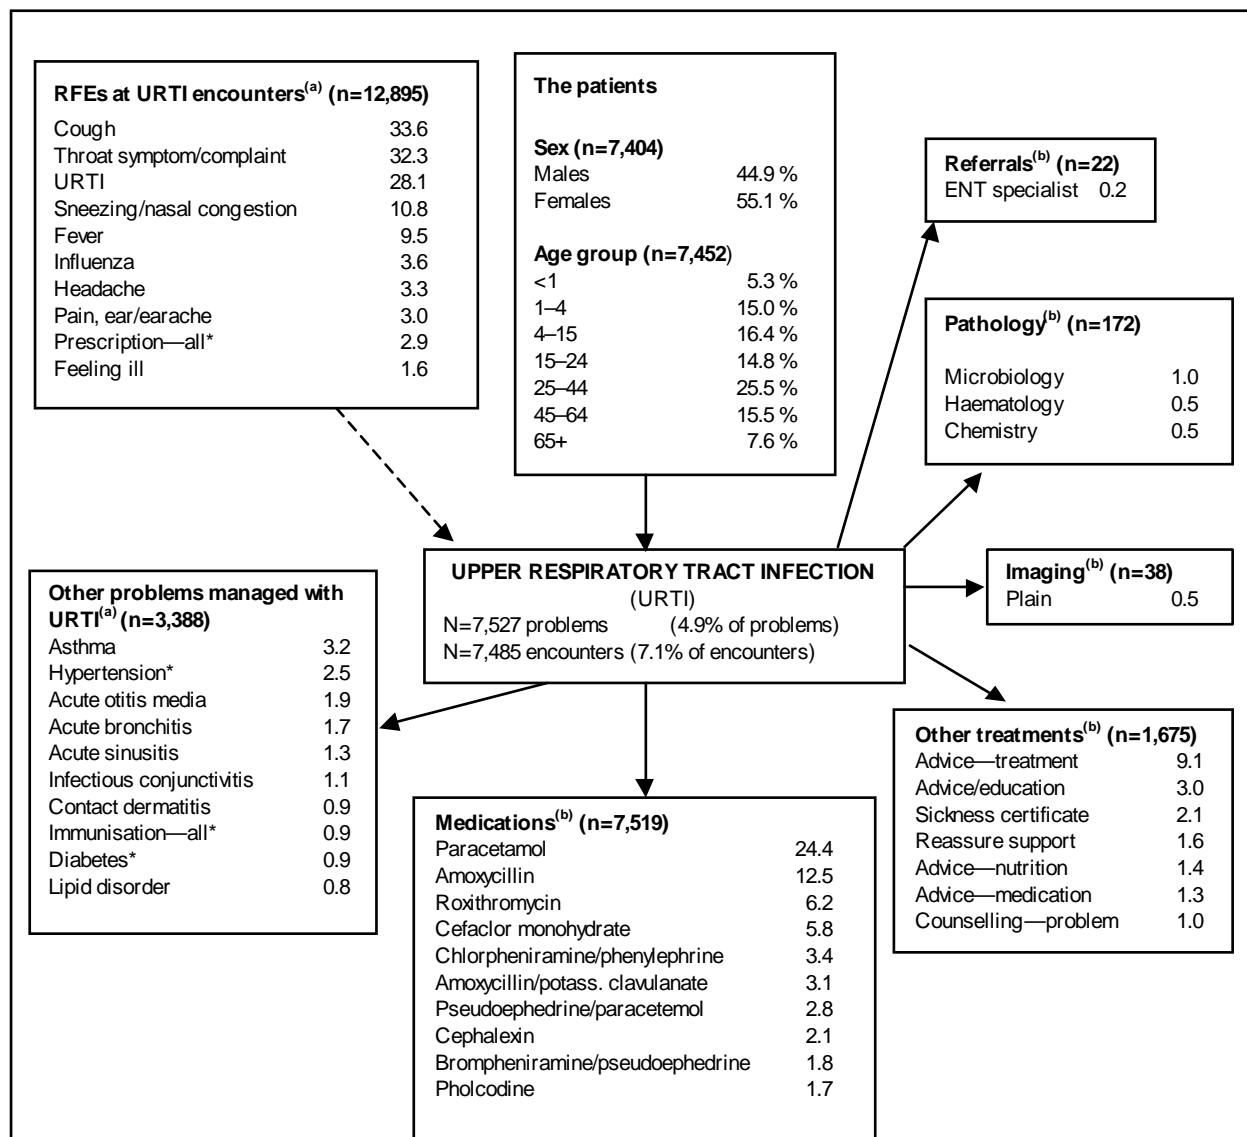 RFEs at URTI encounters(a) (n=12,895)
Cough 33.6
Throat symptom/complaint 32.3
URTI 28.1
Sneezing/nasal congestion 10.8
Fever 9.5
Influenza 3.6
Headache 3.3
Pain, ear/earache 3.0
Prescription—all* 2.9
Feeling ill 1.6
The patients
Sex (n=7,404)
Males 44.9 %
Females 55.1 %
Age group (n=7,452)
<1 5.3 %
1–4 15.0 %
4–15 16.4 %
15–24 14.8 %
25–44 25.5 %
45–64 15.5 %
65+ 7.6 %
Referrals(b) (n=22)
ENT specialist 0.2
Pathology(b) (n=172)
Microbiology 1.0
Haematology 0.5
Chemistry 0.5
UPPER RESPIRATORY TRACT INFECTION
(URTI)
N=7,527 problems (4.9% of problems)
N=7,485 encounters (7.1% of encounters)
Imaging(b) (n=38)
Plain 0.5
Other problems managed with
URTI(a) (n=3,388)
Asthma 3.2
Hypertension* 2.5
Acute otitis media 1.9
Acute bronchitis 1.7
Acute sinusitis 1.3
Infectious conjunctivitis 1.1
Contact dermatitis 0.9
Immunisation—all* 0.9
Diabetes* 0.9
Lipid disorder 0.8
Medications(b) (n=7,519)
Paracetamol 24.4
Amoxycillin 12.5
Roxithromycin 6.2
Cefaclor monohydrate 5.8
Chlorpheniramine/phenylephrine 3.4
Amoxycillin/potass. clavulanate 3.1
Pseudoephedrine/paracetemol 2.8
Cephalexin 2.1
Brompheniramine/pseudoephedrine 1.8
Pholcodine 1.7
Other treatments(b) (n=1,675)
Advice—treatment 9.1
Advice/education 3.0
Sickness certificate 2.1
Reassure support 1.6
Advice—nutrition 1.4
Advice—medication 1.3
Counselling—problem 1.0